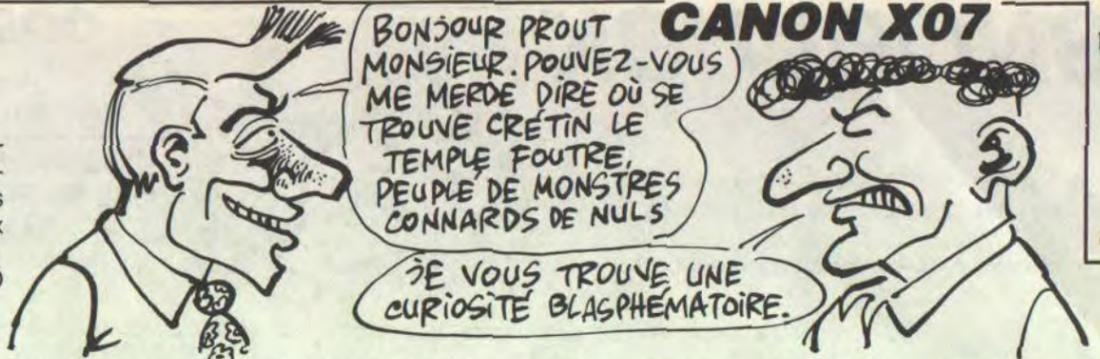 CANON X07
BONJOUR PROUT
MONSIEUR. POUVEZ-VOUS
ME MERDE DIRE OÙ SE
TROUVE CRÉTIN LE
TEMPLE FOUTRE,
PEUPLÉ DE MONSTRES
CONNARDS DE NULS
JE VOUS TROUVE UNE
CURIOSITÉ BLASPHÉMATOIRE.